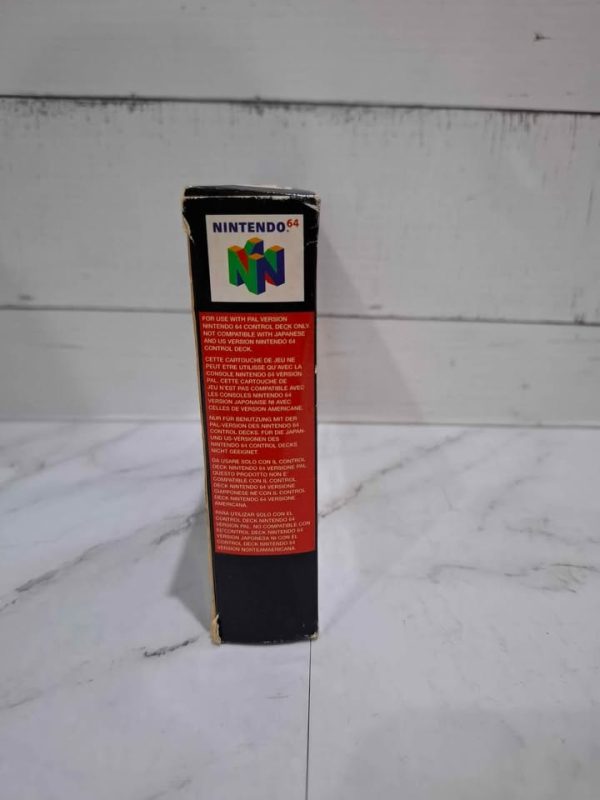 NINTENDO 64
FOR USE WITH PAL VERSION
NINTENDO 64 CONTROL DECK ONLY.
NOT COMPATIBLE WITH JAPANESE
AND US VERSION NINTENDO 64
CONTROL DECK.
CETTE CARTOUCHE DE JEU NE
PEUT ETRE UTILISSE QU'AVEC LA
CONSOLE NINTENDO 64 VERSION
PAL. CETTE CARTOUCHE DE
JEU N'EST PAS COMPATIBLE AVEC
LES CONSOLES NINTENDO 64
VERSION JAPONAISE NI AVEC
CELLES DE VERSION AMERICANE.
NUR FÜR BENUTZUNG MIT DER
PAL-VERSION DES NINTENDO 64
CONTROL DECKS. FÜR DIE JAPAN-
UND US-VERSIONEN DES
NINTENDO 64 CONTROL DECKS
NICHT GEEIGNET.
DA USARE SOLO CON IL CONTROL
DECK NINTENDO 64 VERSIONE PAL.
QUESTO PRODOTTO NON E'
COMPATIBLE CON IL CONTROL
DECK NINTENDO 64 VERSIONE
GIAPPONESE NE CON IL CONTROL
DECK NINTENDO 64 VERSIONE
AMERICANA.
PARA UTILIZAR SOLO CON EL
CONTROL DECK NINTENDO 64
VERSION PAL. NO COMPATIBLE CON
EL CONTROL DECK NINTENDO 64
VERSION JAPONESA NI CON EL
CONTROL DECK NINTENDO 64
VERSION NORTEAMERICANA.